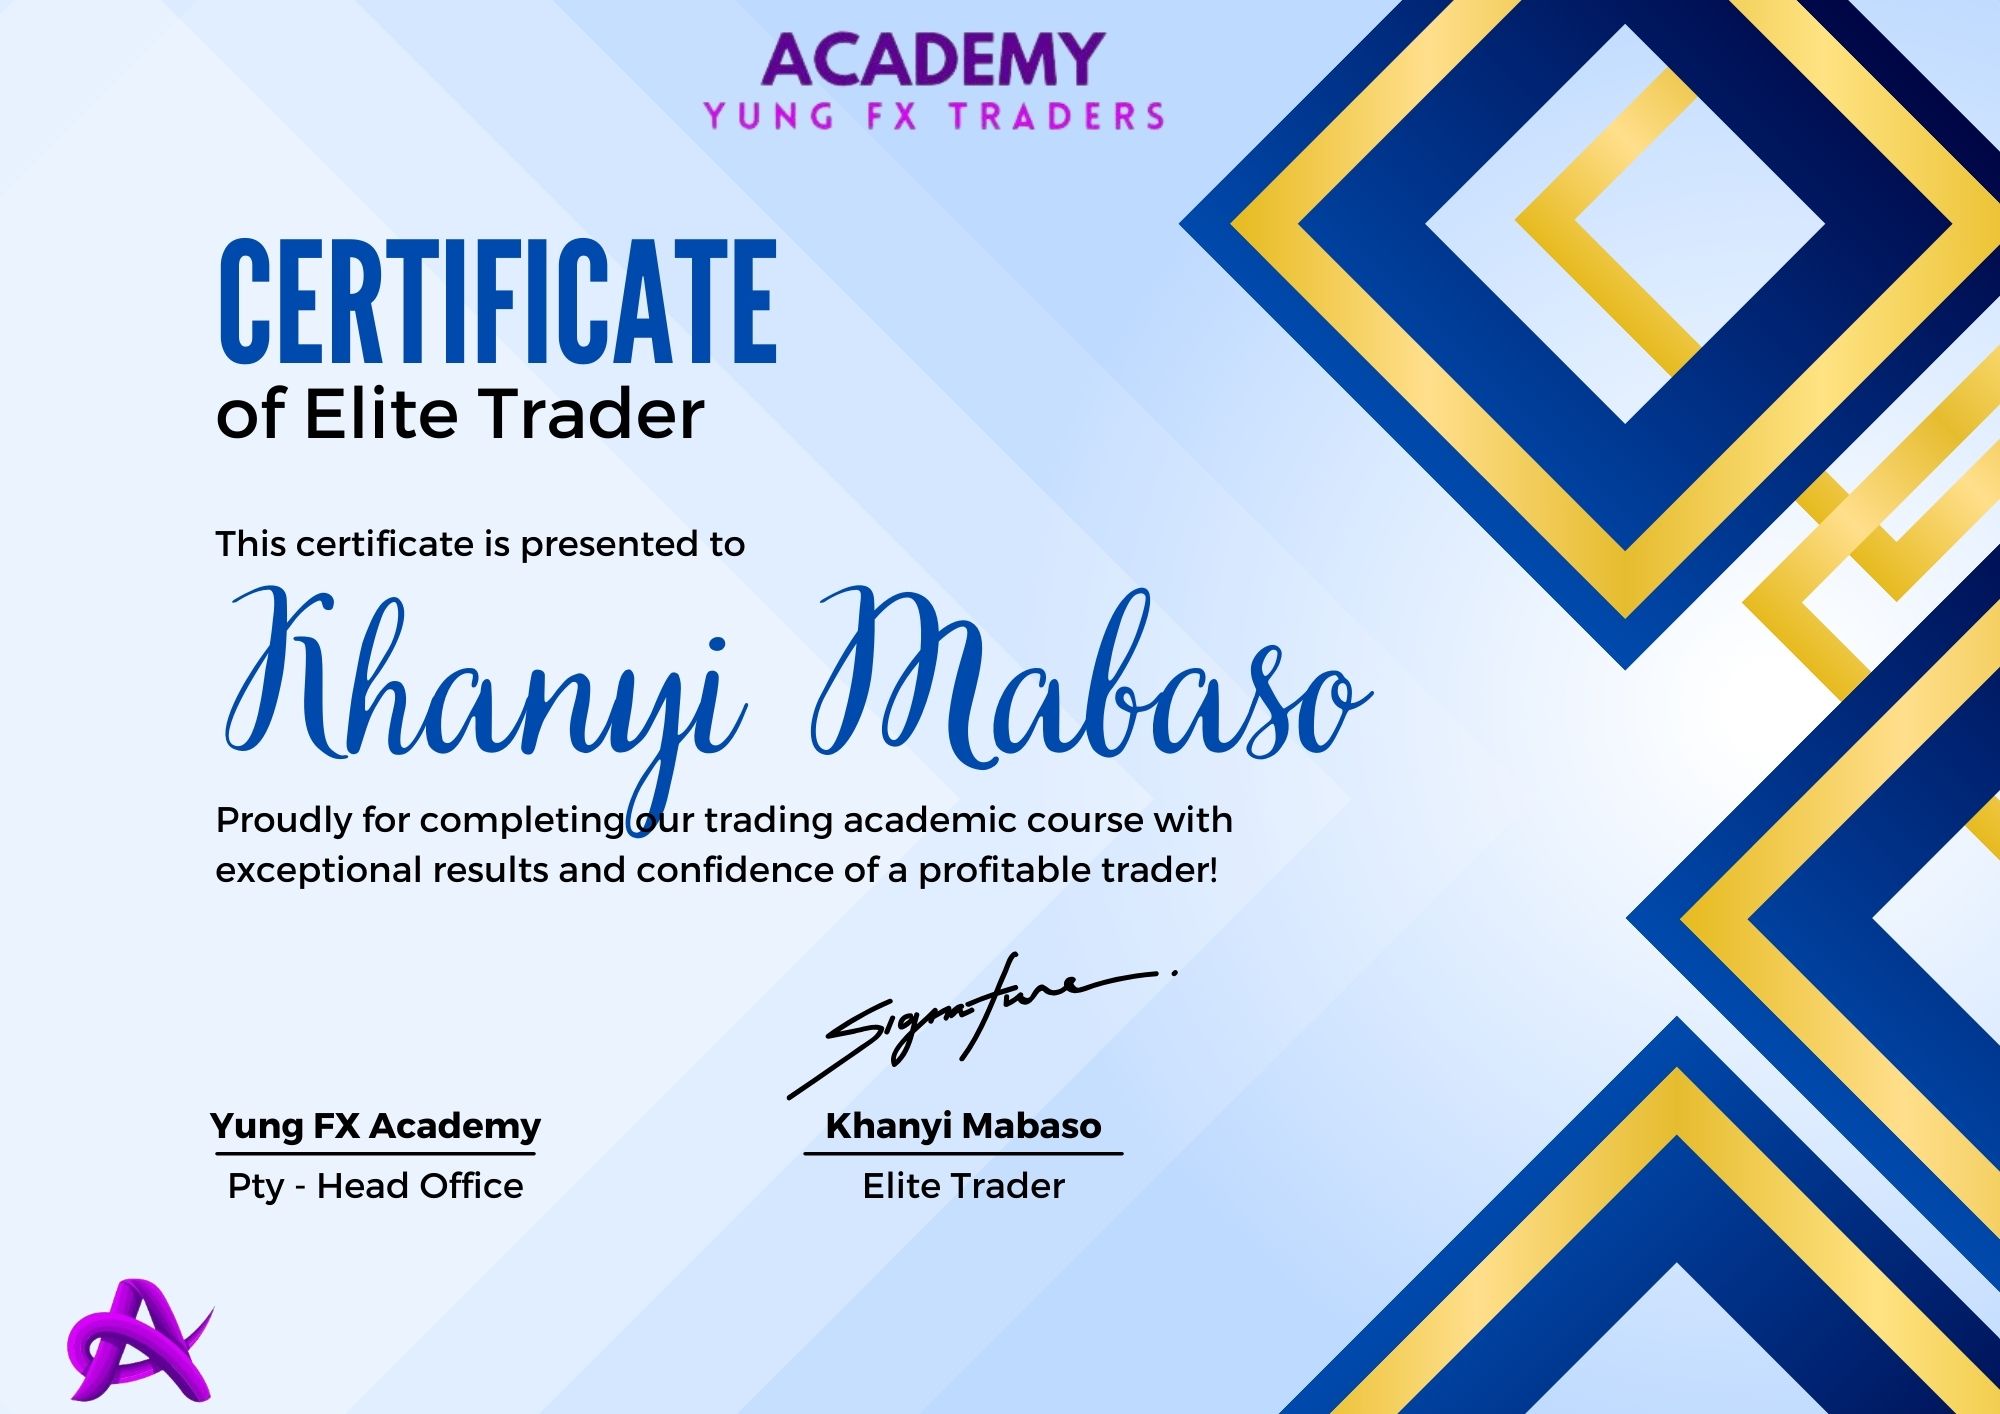 ACADEMY
YUNG FX TRADERS
CERTIFICATE
of Elite Trader
This certificate is presented to
Khanyi Mabaso
Proudly for completing our trading academic course with
exceptional results and confidence of a profitable trader!
Signature
Yung FX Academy
Khanyi Mabaso
Pty - Head Office
Elite Trader